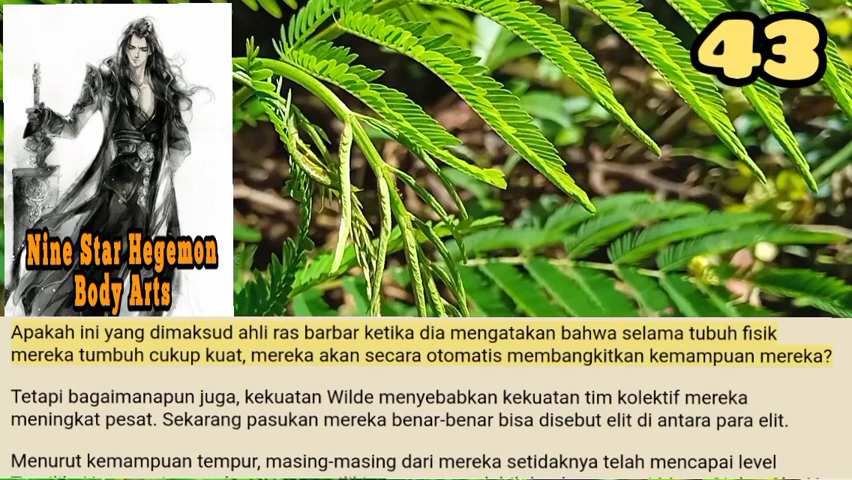 43
Nine Star Hegemon
Body Arts
Apakah ini yang dimaksud ahli ras barbar ketika dia mengatakan bahwa selama tubuh fisik
mereka tumbuh cukup kuat, mereka akan secara otomatis membangkitkan kemampuan mereka?
Tetapi bagaimanapun juga, kekuatan Wilde menyebabkan kekuatan tim kolektif mereka
meningkat pesat. Sekarang pasukan mereka benar-benar bisa disebut elit di antara para elit.
Menurut kemampuan tempur, masing-masing dari mereka setidaknya telah mencapai level